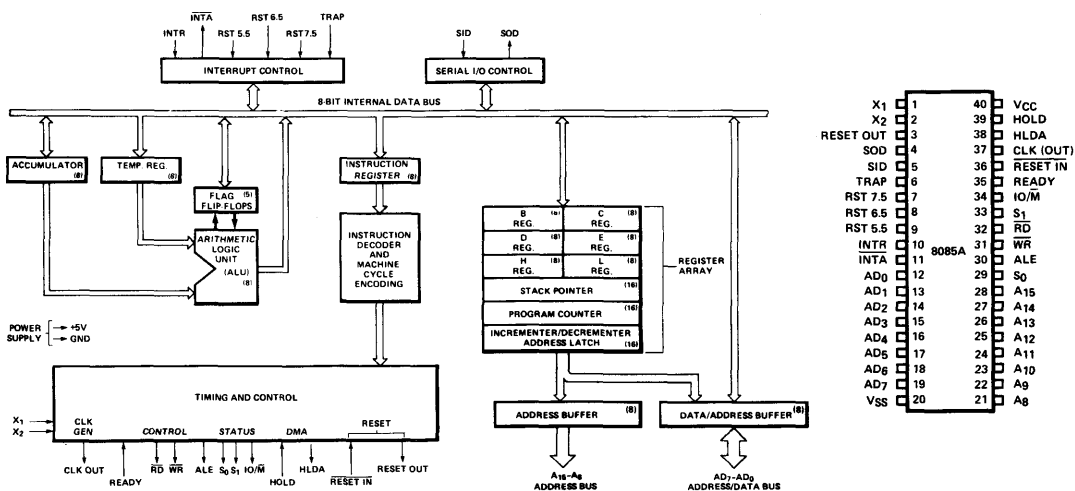 INTR
I̅N̅T̅A̅
RST 5.5
RST 6.5
RST 7.5
TRAP
INTERRUPT CONTROL
SID
SOD
SERIAL I/O CONTROL
8-BIT INTERNAL DATA BUS
ACCUMULATOR
(8)
TEMP. REG.
(8)
FLAG (5)
FLIP-FLOPS
ARITHMETIC
LOGIC
UNIT
(ALU)
(8)
INSTRUCTION
REGISTER (8)
INSTRUCTION
DECODER
AND
MACHINE
CYCLE
ENCODING
B (8)
REG.
C (8)
REG.
D (8)
REG.
E (8)
REG.
H (8)
REG.
L (8)
REG.
STACK POINTER (16)
PROGRAM COUNTER (16)
INCREMENTER/DECREMENTER
ADDRESS LATCH (16)
REGISTER
ARRAY
POWER
SUPPLY
+5V
GND
TIMING AND CONTROL
X1
X2
CLK
GEN
CONTROL
STATUS
DMA
RESET
CLK OUT
READY
R̅D̅
W̅R̅
ALE
S0
S1
IO/M̅
HOLD
HLDA
R̅E̅S̅E̅T̅ I̅N̅
RESET OUT
ADDRESS BUFFER (8)
DATA/ADDRESS BUFFER (8)
A15-A8
ADDRESS BUS
AD7-AD0
ADDRESS/DATA BUS
X1 1 40 VCC
X2 2 39 HOLD
RESET OUT 3 38 HLDA
SOD 4 37 CLK (OUT)
SID 5 36 R̅E̅S̅E̅T̅ I̅N̅
TRAP 6 35 READY
RST 7.5 7 34 IO/M̅
RST 6.5 8 33 S1
RST 5.5 9 32 R̅D̅
INTR 10 31 W̅R̅
I̅N̅T̅A̅ 11 30 ALE
AD0 12 29 S0
AD1 13 28 A15
AD2 14 27 A14
AD3 15 26 A13
AD4 16 25 A12
AD5 17 24 A11
AD6 18 23 A10
AD7 19 22 A9
VSS 20 21 A8
8085A